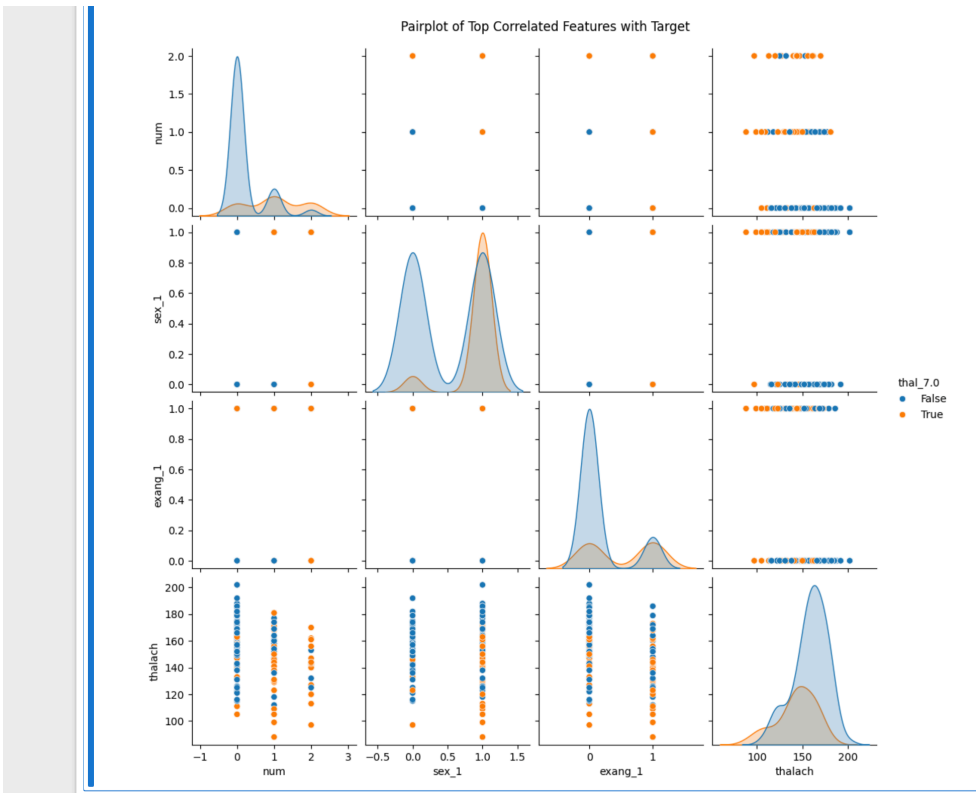 Pairplot of Top Correlated Features with Target
2.0
1.5
1.0
0.5
0.0
num
1.0
0.8
0.6
0.4
0.2
0.0
sex_1
1.0
0.8
0.6
0.4
0.2
0.0
exang_1
200
180
160
140
120
100
thalach
−1 0 1 2 3
num
−0.5 0.0 0.5 1.0 1.5
sex_1
0 1
exang_1
100 150 200
thalach
thal_7.0
False
True